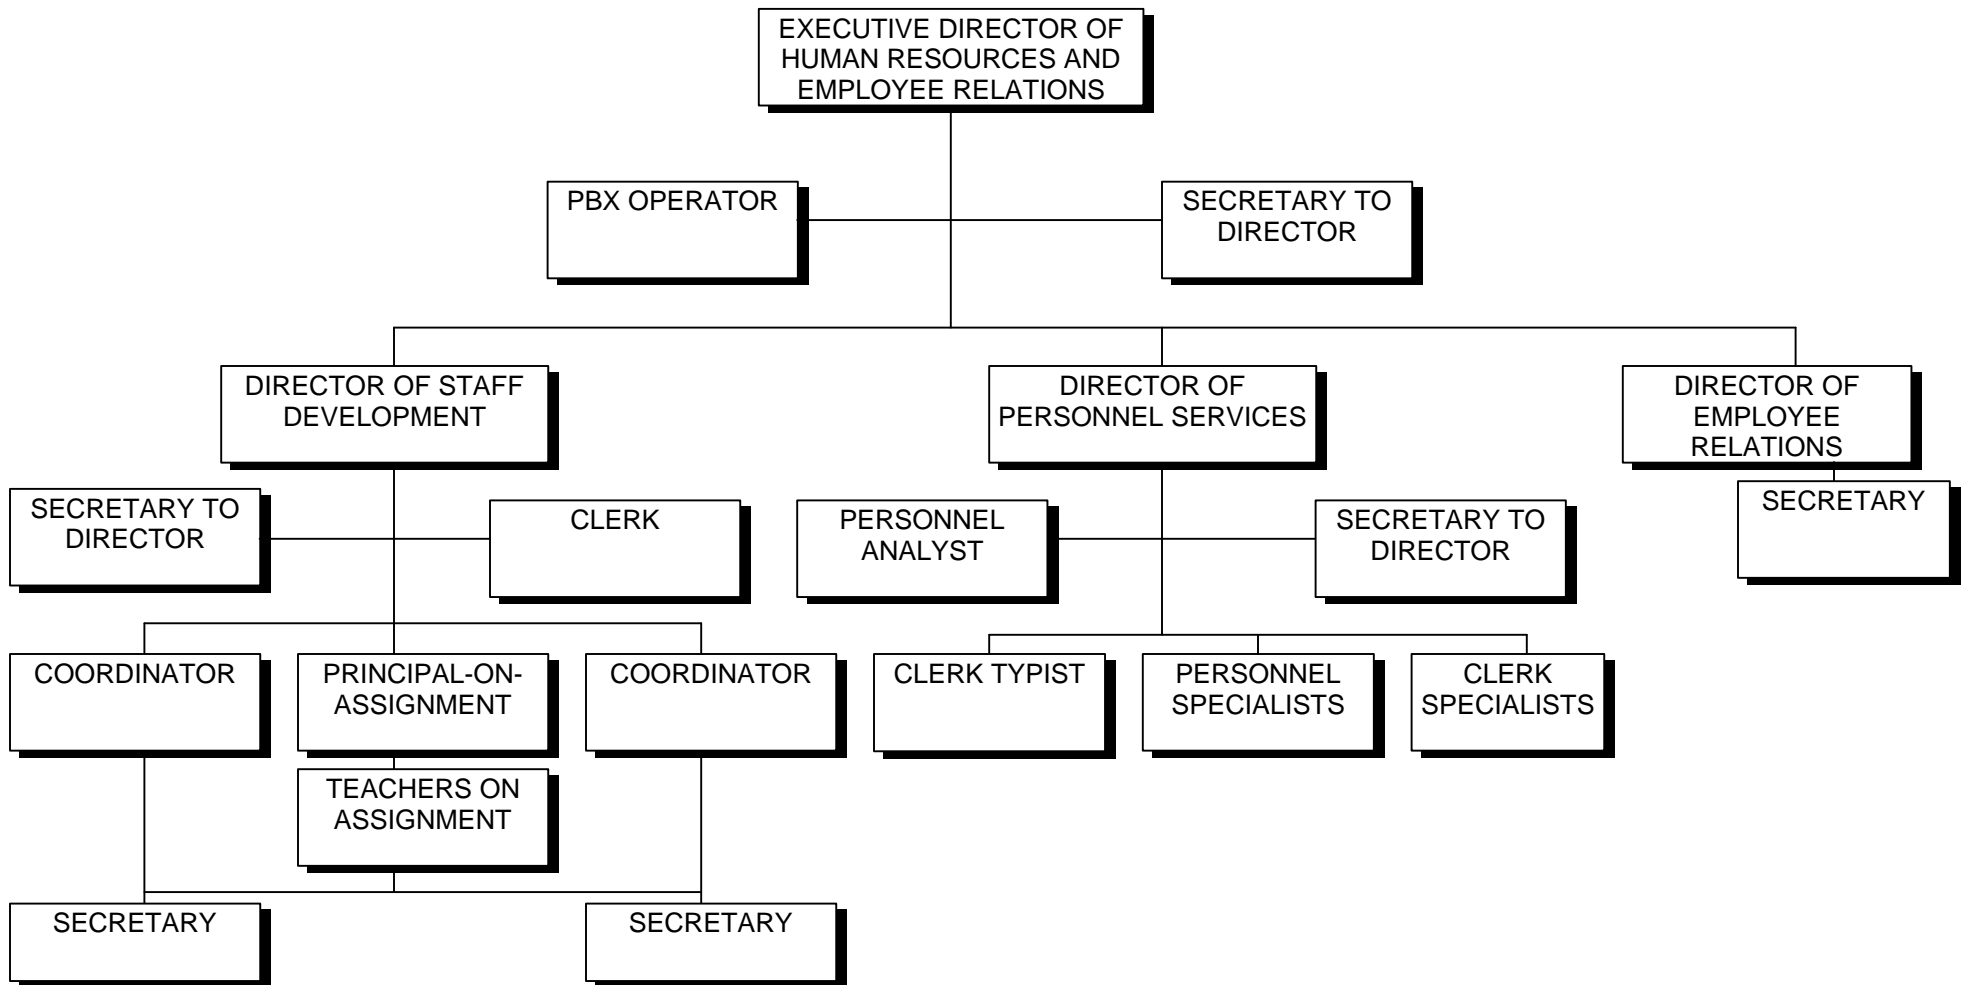 EXECUTIVE DIRECTOR OF
HUMAN RESOURCES AND
EMPLOYEE RELATIONS
PBX OPERATOR
SECRETARY TO
DIRECTOR
DIRECTOR OF STAFF
DEVELOPMENT
DIRECTOR OF
PERSONNEL SERVICES
DIRECTOR OF
EMPLOYEE
RELATIONS
SECRETARY TO
DIRECTOR
CLERK
PERSONNEL
ANALYST
SECRETARY TO
DIRECTOR
SECRETARY
COORDINATOR
PRINCIPAL-ON-
ASSIGNMENT
COORDINATOR
CLERK TYPIST
PERSONNEL
SPECIALISTS
CLERK
SPECIALISTS
TEACHERS ON
ASSIGNMENT
SECRETARY
SECRETARY